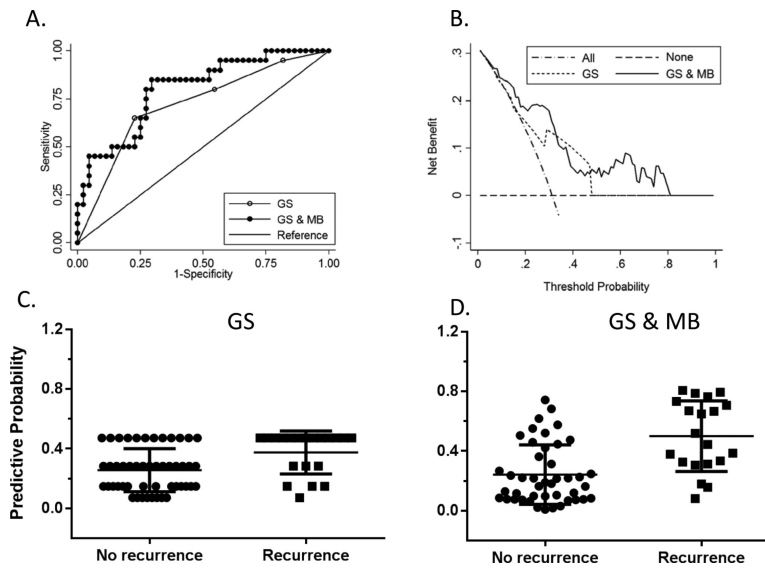 A.
Sensitivity
1.00
0.75
0.50
0.25
0.00
GS
GS & MB
Reference
0.00 0.25 0.50 0.75 1.00
1-Specificity
B.
Net Benefit
.3
.2
.1
0
-.1
All None
GS GS & MB
0 .2 .4 .6 .8 1
Threshold Probability
C.
GS
Predictive Probability
1.2
0.8
0.4
0.0
No recurrence Recurrence
D.
GS & MB
1.2
0.8
0.4
0.0
No recurrence Recurrence